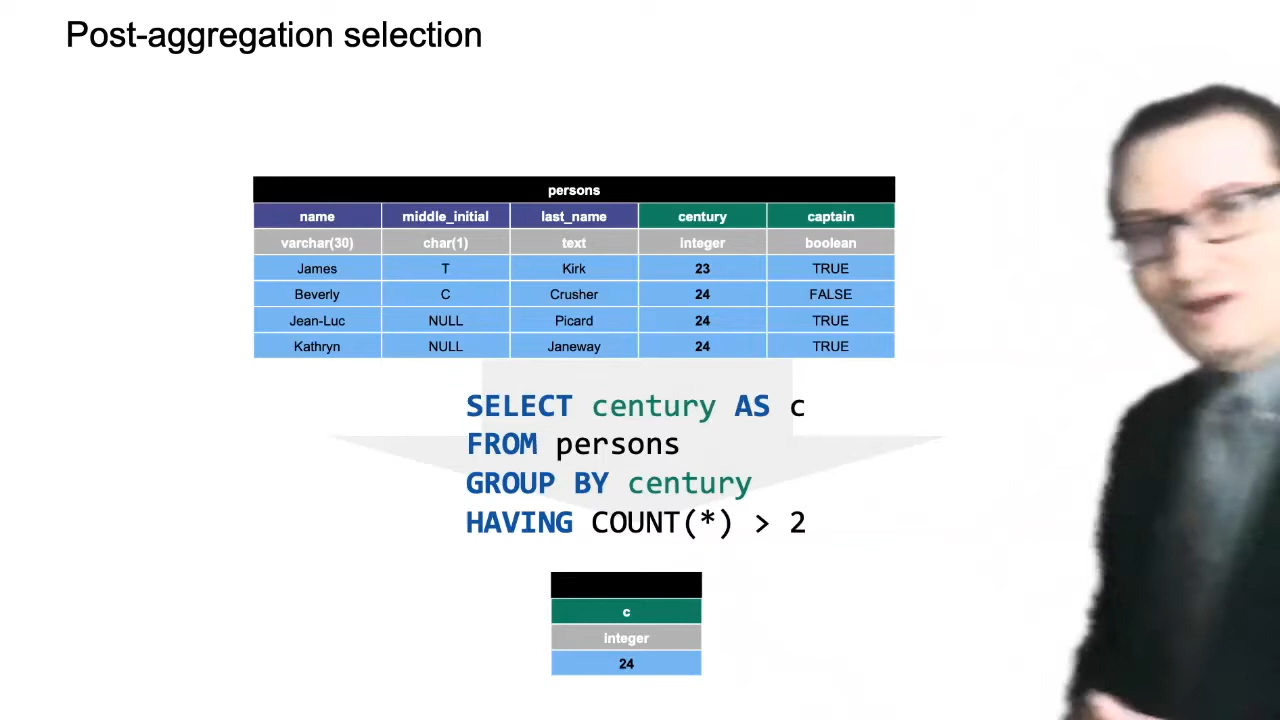 Post-aggregation selection
persons
name middle_initial last_name century captain
varchar(30) char(1) text integer boolean
James T Kirk 23 TRUE
Beverly C Crusher 24 FALSE
Jean-Luc NULL Picard 24 TRUE
Kathryn NULL Janeway 24 TRUE
SELECT century AS c
FROM persons
GROUP BY century
HAVING COUNT(*) > 2
c
integer
24